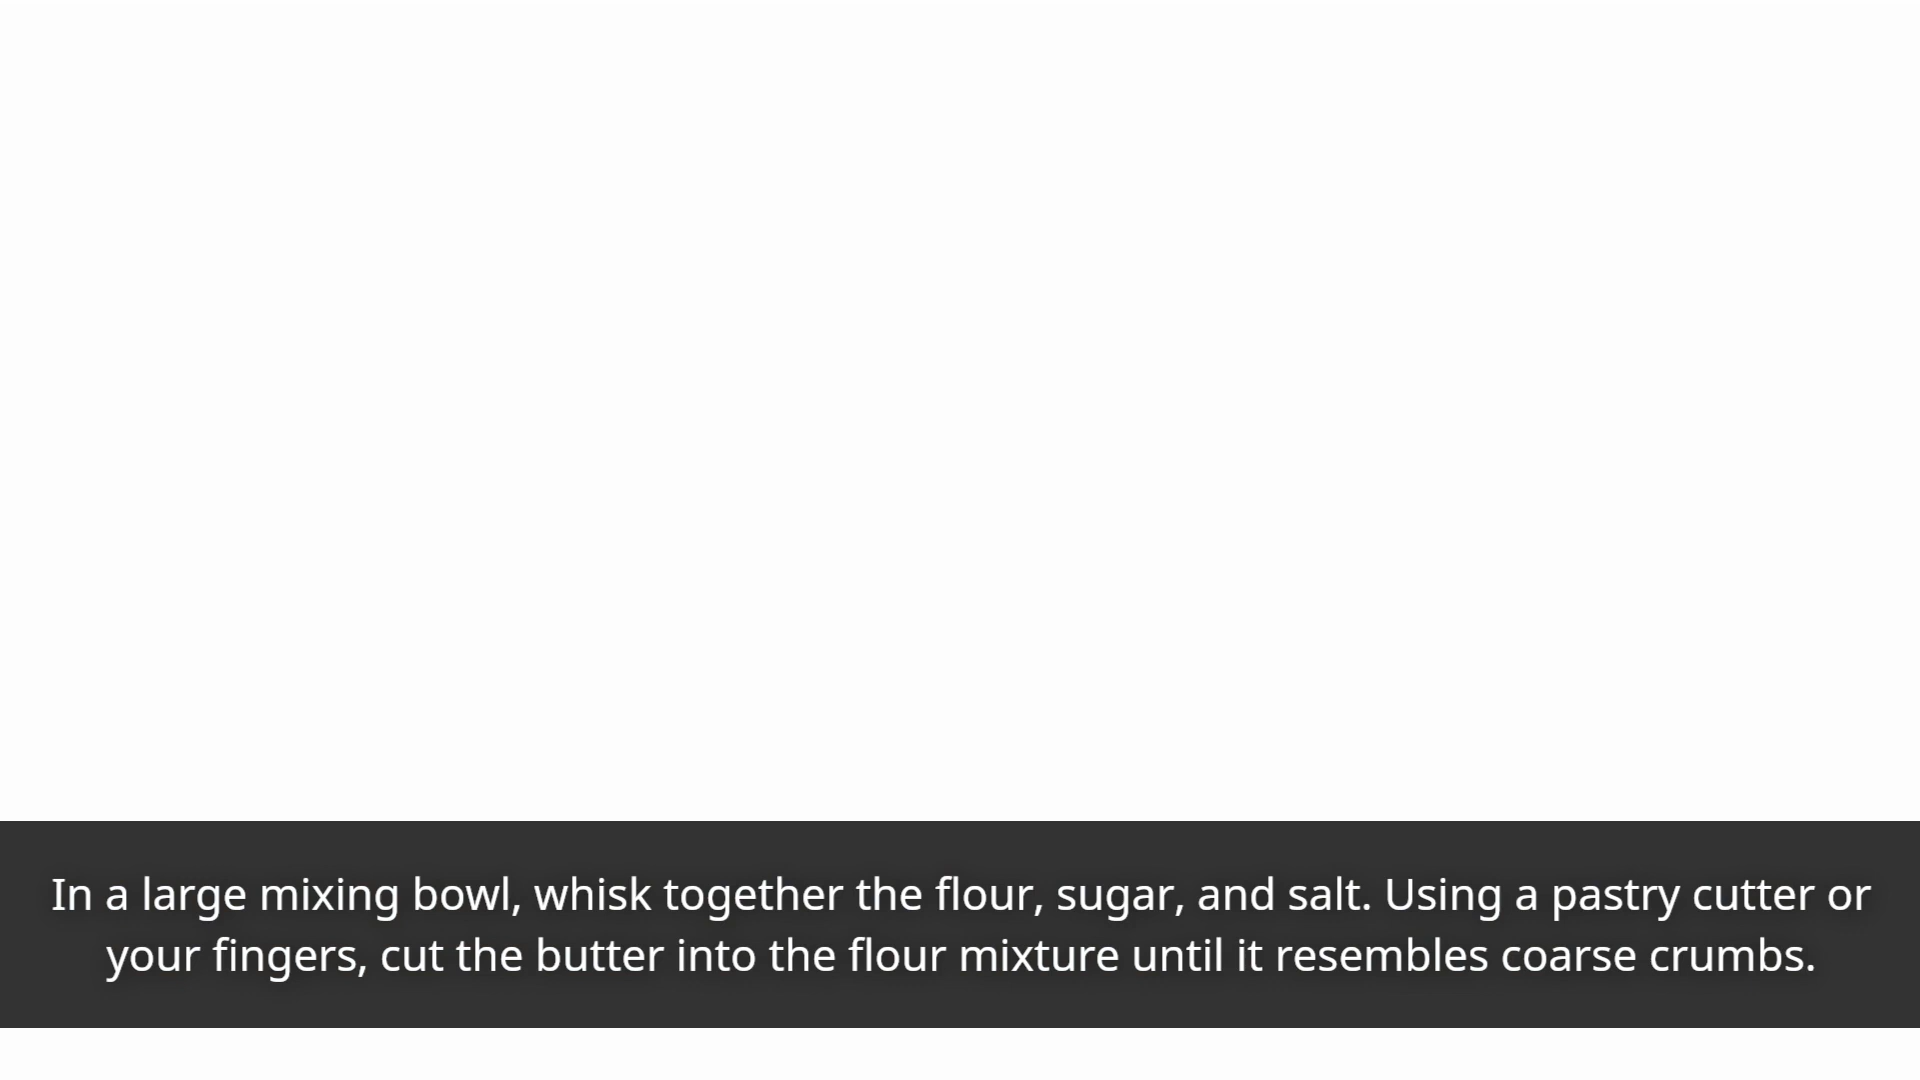 In a large mixing bowl, whisk together the flour, sugar, and salt. Using a pastry cutter or
your fingers, cut the butter into the flour mixture until it resembles coarse crumbs.